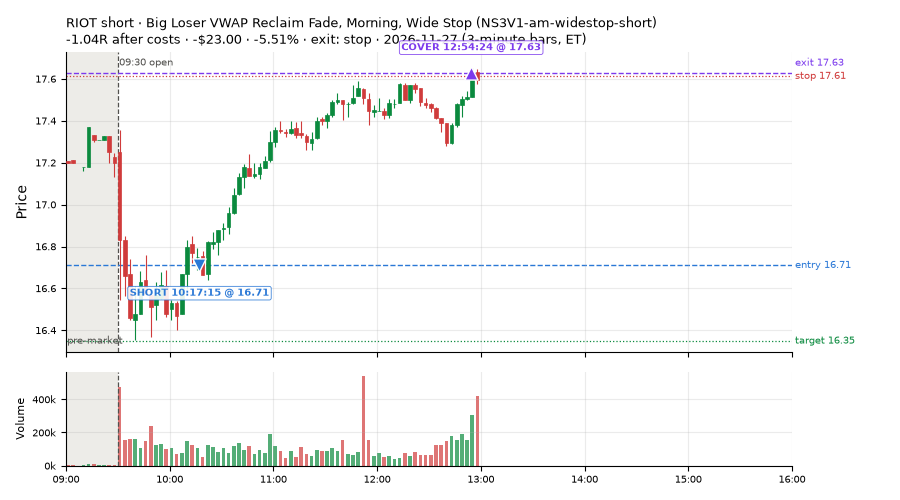 RIOT short · Big Loser VWAP Reclaim Fade, Morning, Wide Stop (NS3V1-am-widestop-short)
-1.04R after costs · -$23.00 · -5.51% · exit: stop · 2026-11-27 (3-minute bars, ET)
COVER 12:54:24 @ 17.63
09:30 open
exit 17.63
stop 17.61
17.6
17.4
17.2
17.0
16.8
16.6
16.4
Price
entry 16.71
SHORT 10:17:15 @ 16.71
pre-market
target 16.35
400k
200k
0k
Volume
09:00
10:00
11:00
12:00
13:00
14:00
15:00
16:00